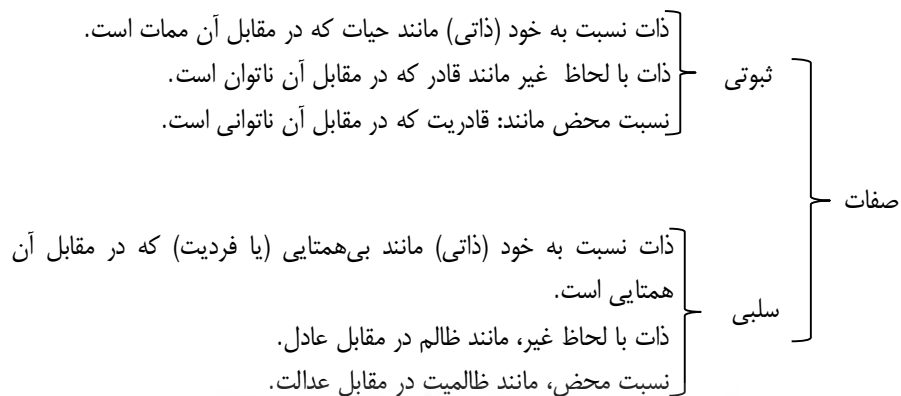 ذات نسبت به خود (ذاتی) مانند حیات که در مقابل آن ممات است.
ثبوتی
ذات با لحاظ غیر مانند قادر که در مقابل آن ناتوان است.
نسبت محض مانند: قادریت که در مقابل آن ناتوانی است.
صفات
ذات نسبت به خود (ذاتی) مانند بی‌همتایی (یا فردیت) که در مقابل آن
همتایی است.
سلبی
ذات با لحاظ غیر، مانند ظالم در مقابل عادل.
نسبت محض، مانند ظالمیت در مقابل عدالت.